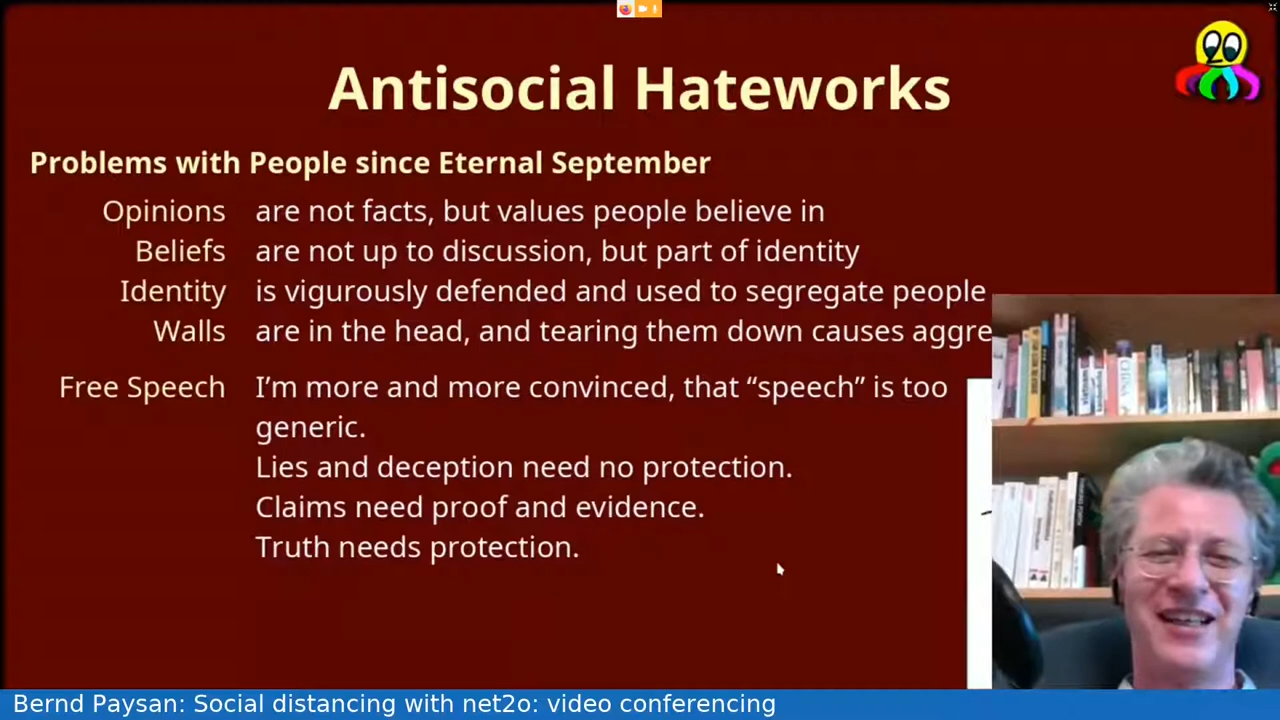 Antisocial Hateworks
Problems with People since Eternal September
Opinions are not facts, but values people believe in
Beliefs are not up to discussion, but part of identity
Identity is vigurously defended and used to segregate people
Walls are in the head, and tearing them down causes aggre
Free Speech I’m more and more convinced, that “speech” is too
generic.
Lies and deception need no protection.
Claims need proof and evidence.
Truth needs protection.
Bernd Paysan: Social distancing with net2o: video conferencing